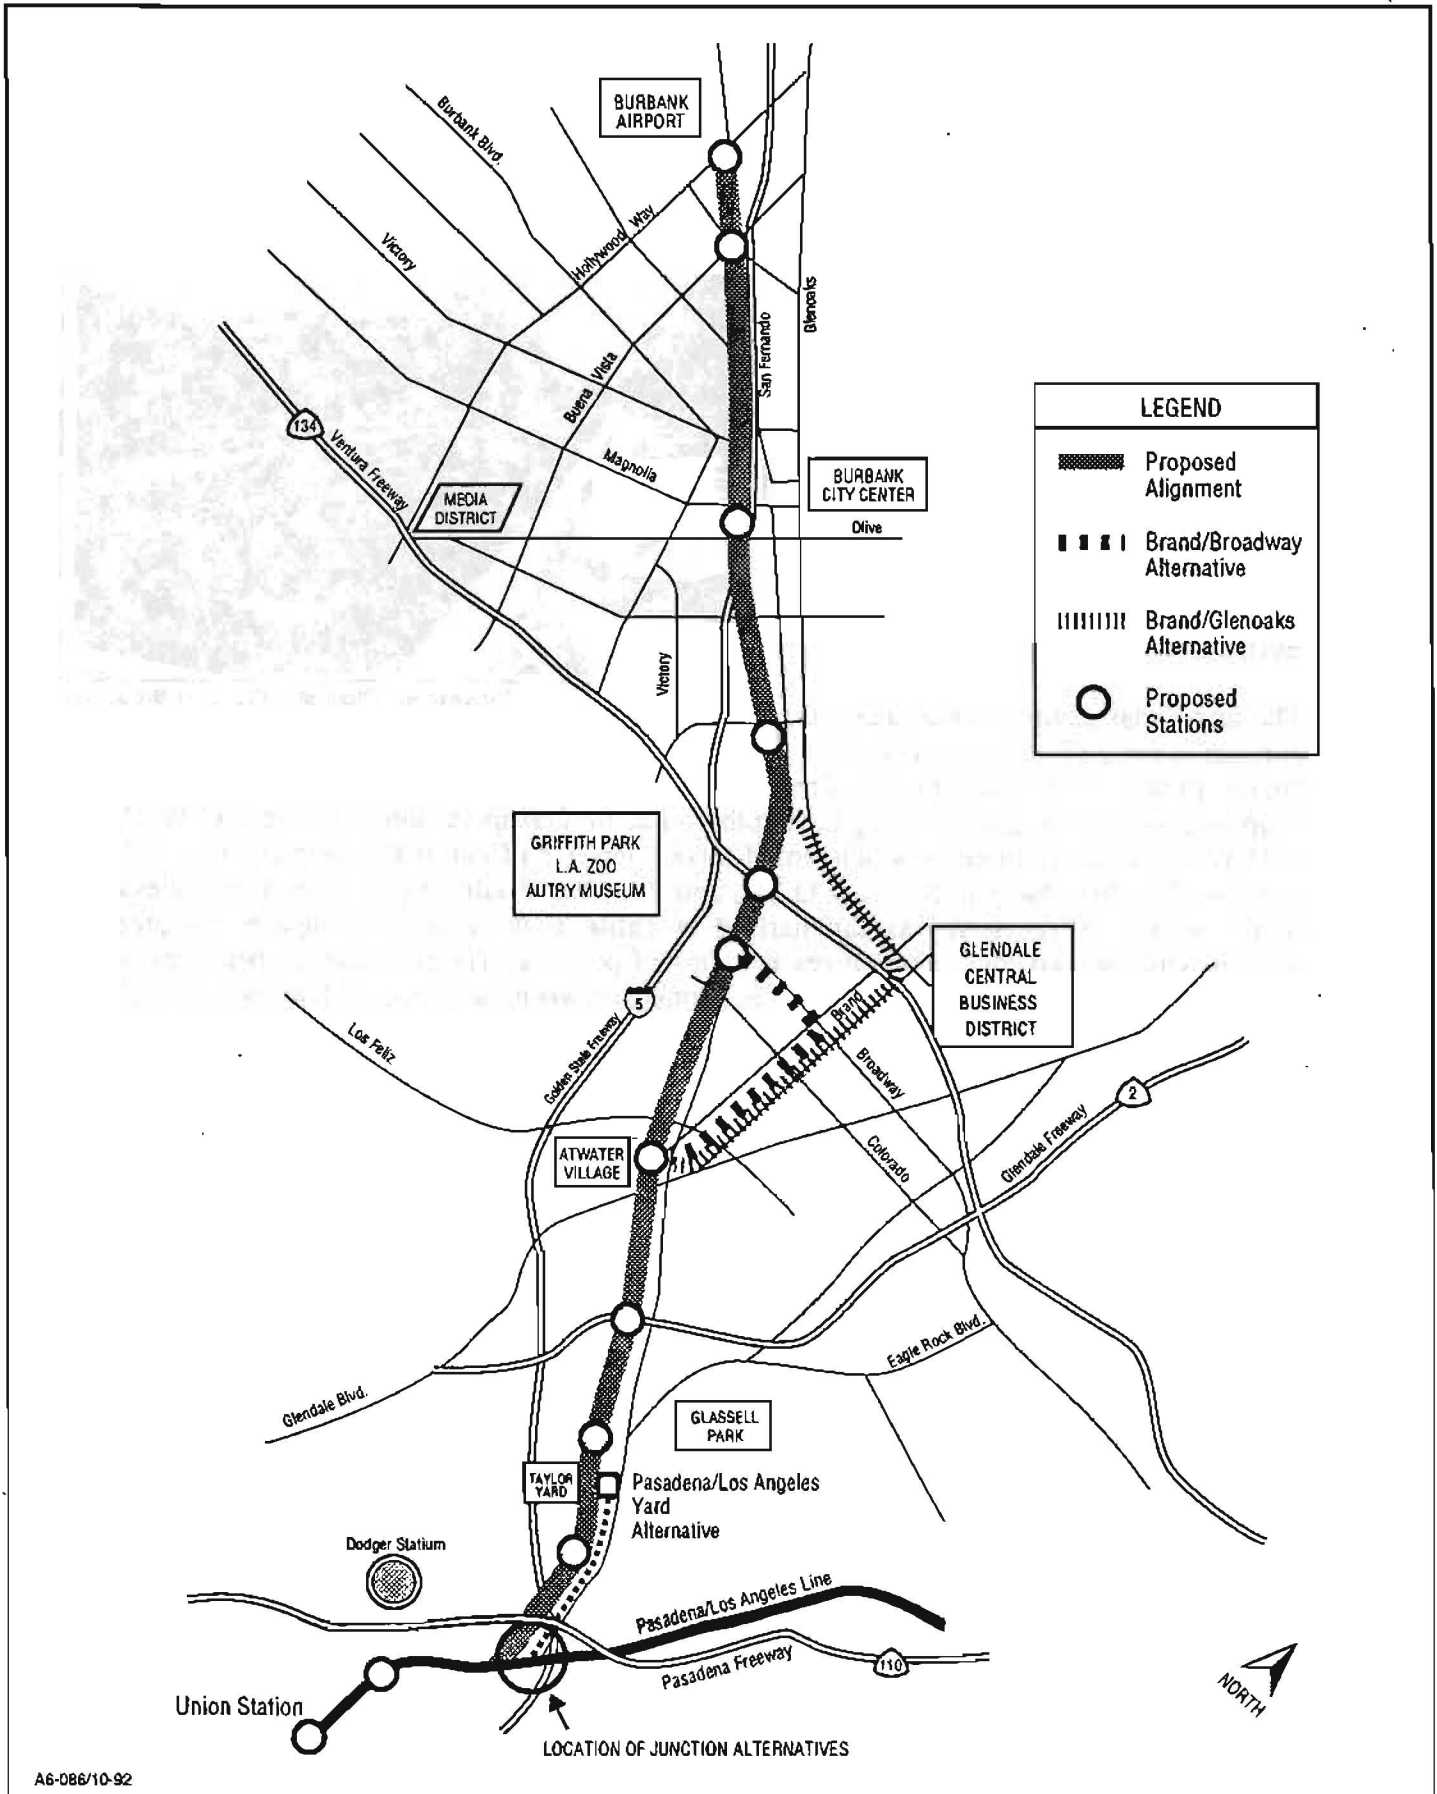 BURBANK
AIRPORT
Burbank Blvd.
Victory
Hollywood Way
Glenoaks
San Fernando
Buena Vista
134
Ventura Freeway
Magnolia
MEDIA
DISTRICT
BURBANK
CITY CENTER
Olive
Victory
LEGEND
Proposed
Alignment
Brand/Broadway
Alternative
Brand/Glenoaks
Alternative
Proposed
Stations
GRIFFITH PARK
L.A. ZOO
AUTRY MUSEUM
GLENDALE
CENTRAL
BUSINESS
DISTRICT
5
Golden State Freeway
Los Feliz
Brand
Broadway
Colorado
2
Glendale Freeway
ATWATER
VILLAGE
Eagle Rock Blvd.
Glendale Blvd.
GLASSELL
PARK
TAYLOR
YARD
Pasadena/Los Angeles
Yard
Alternative
Dodger Statium
Pasadena/Los Angeles Line
Pasadena Freeway
110
Union Station
NORTH
LOCATION OF JUNCTION ALTERNATIVES
A6-086/10-92